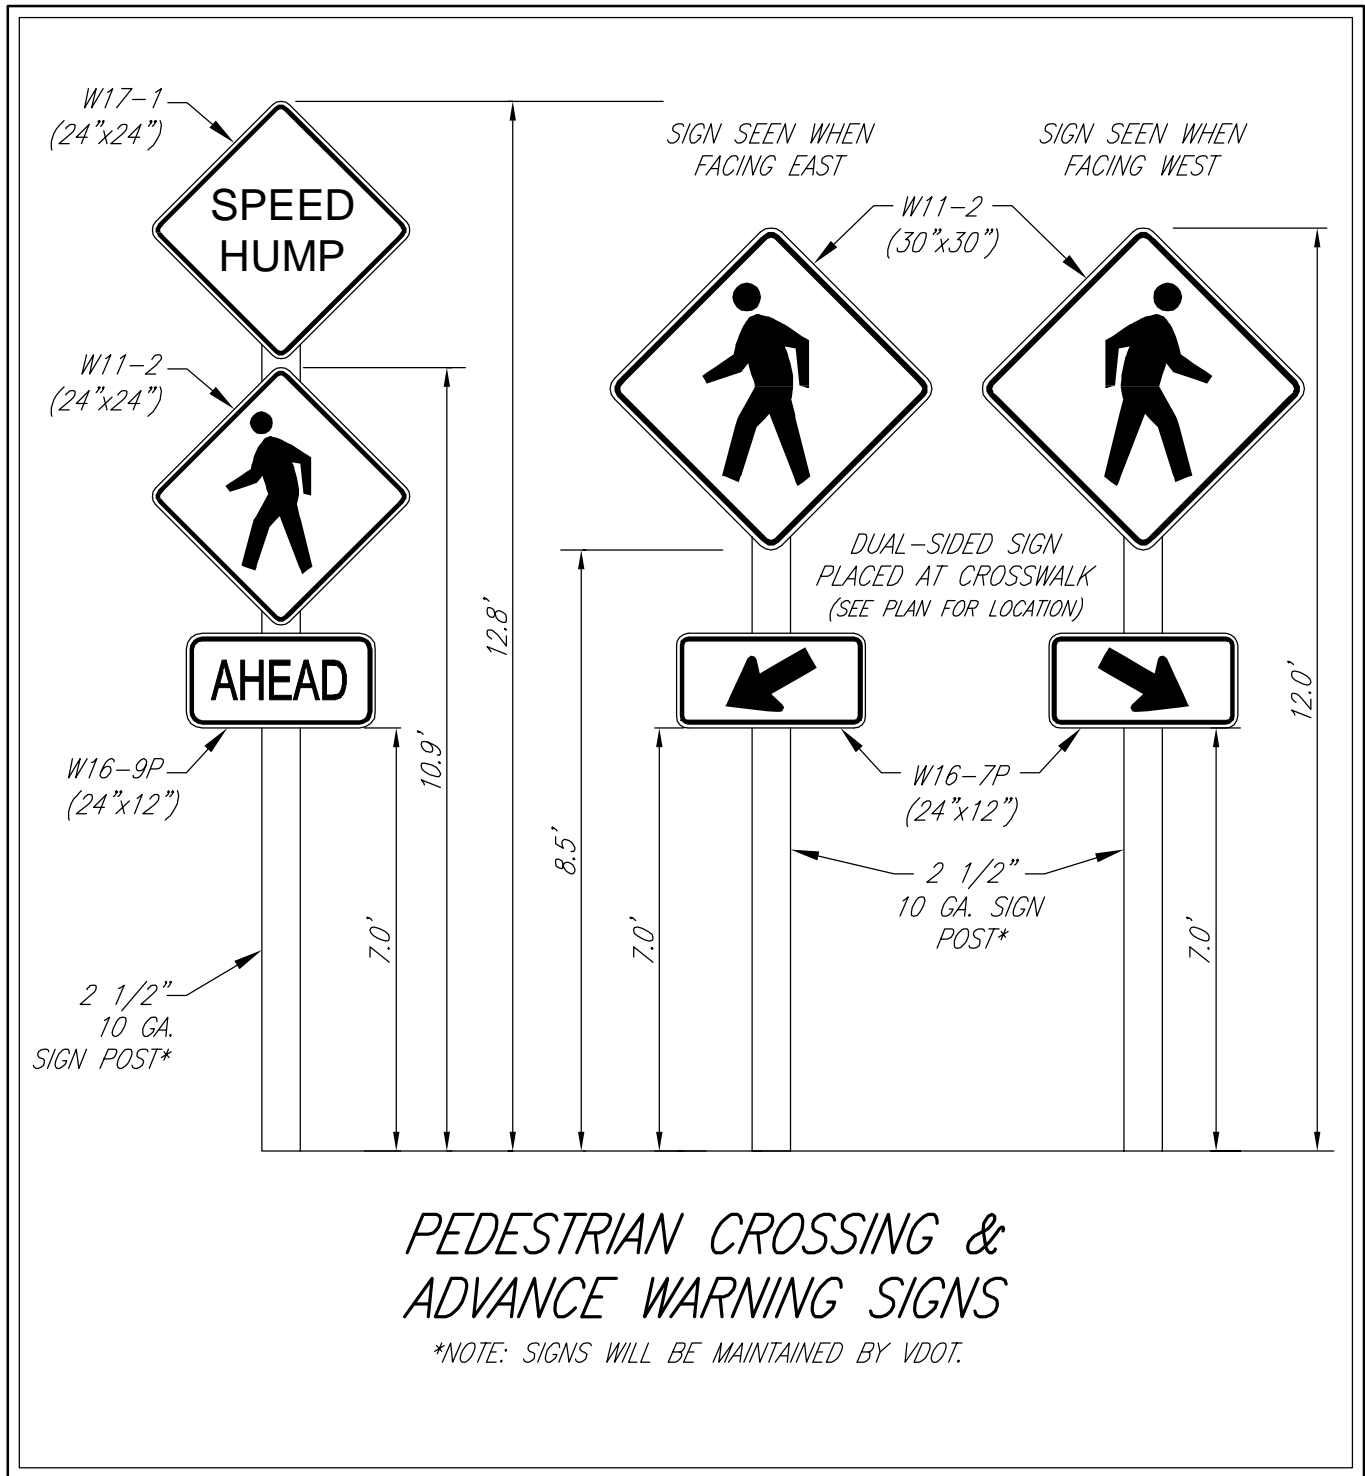 W17-1
(24"x24")
SPEED
HUMP
W11-2
(24"x24")
AHEAD
W16-9P
(24"x12")
2 1/2"
10 GA.
SIGN POST*
7.0'
10.9'
12.8'
SIGN SEEN WHEN
FACING EAST
SIGN SEEN WHEN
FACING WEST
W11-2
(30"x30")
DUAL-SIDED SIGN
PLACED AT CROSSWALK
(SEE PLAN FOR LOCATION)
8.5'
7.0'
W16-7P
(24"x12")
2 1/2"
10 GA. SIGN
POST*
7.0'
12.0'
PEDESTRIAN CROSSING &
ADVANCE WARNING SIGNS
*NOTE: SIGNS WILL BE MAINTAINED BY VDOT.